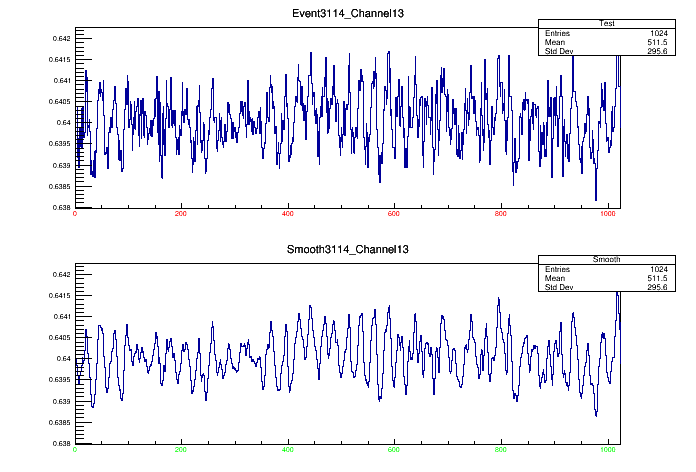 Event3114_Channel13
Test
Entries 1024
Mean 511.5
Std Dev 295.6
0.642
0.6415
0.641
0.6405
0.64
0.6395
0.639
0.6385
0.638
0 200 400 600 800 1000
Smooth3114_Channel13
Smooth
Entries 1024
Mean 511.5
Std Dev 295.6
0.642
0.6415
0.641
0.6405
0.64
0.6395
0.639
0.6385
0.638
0 200 400 600 800 1000